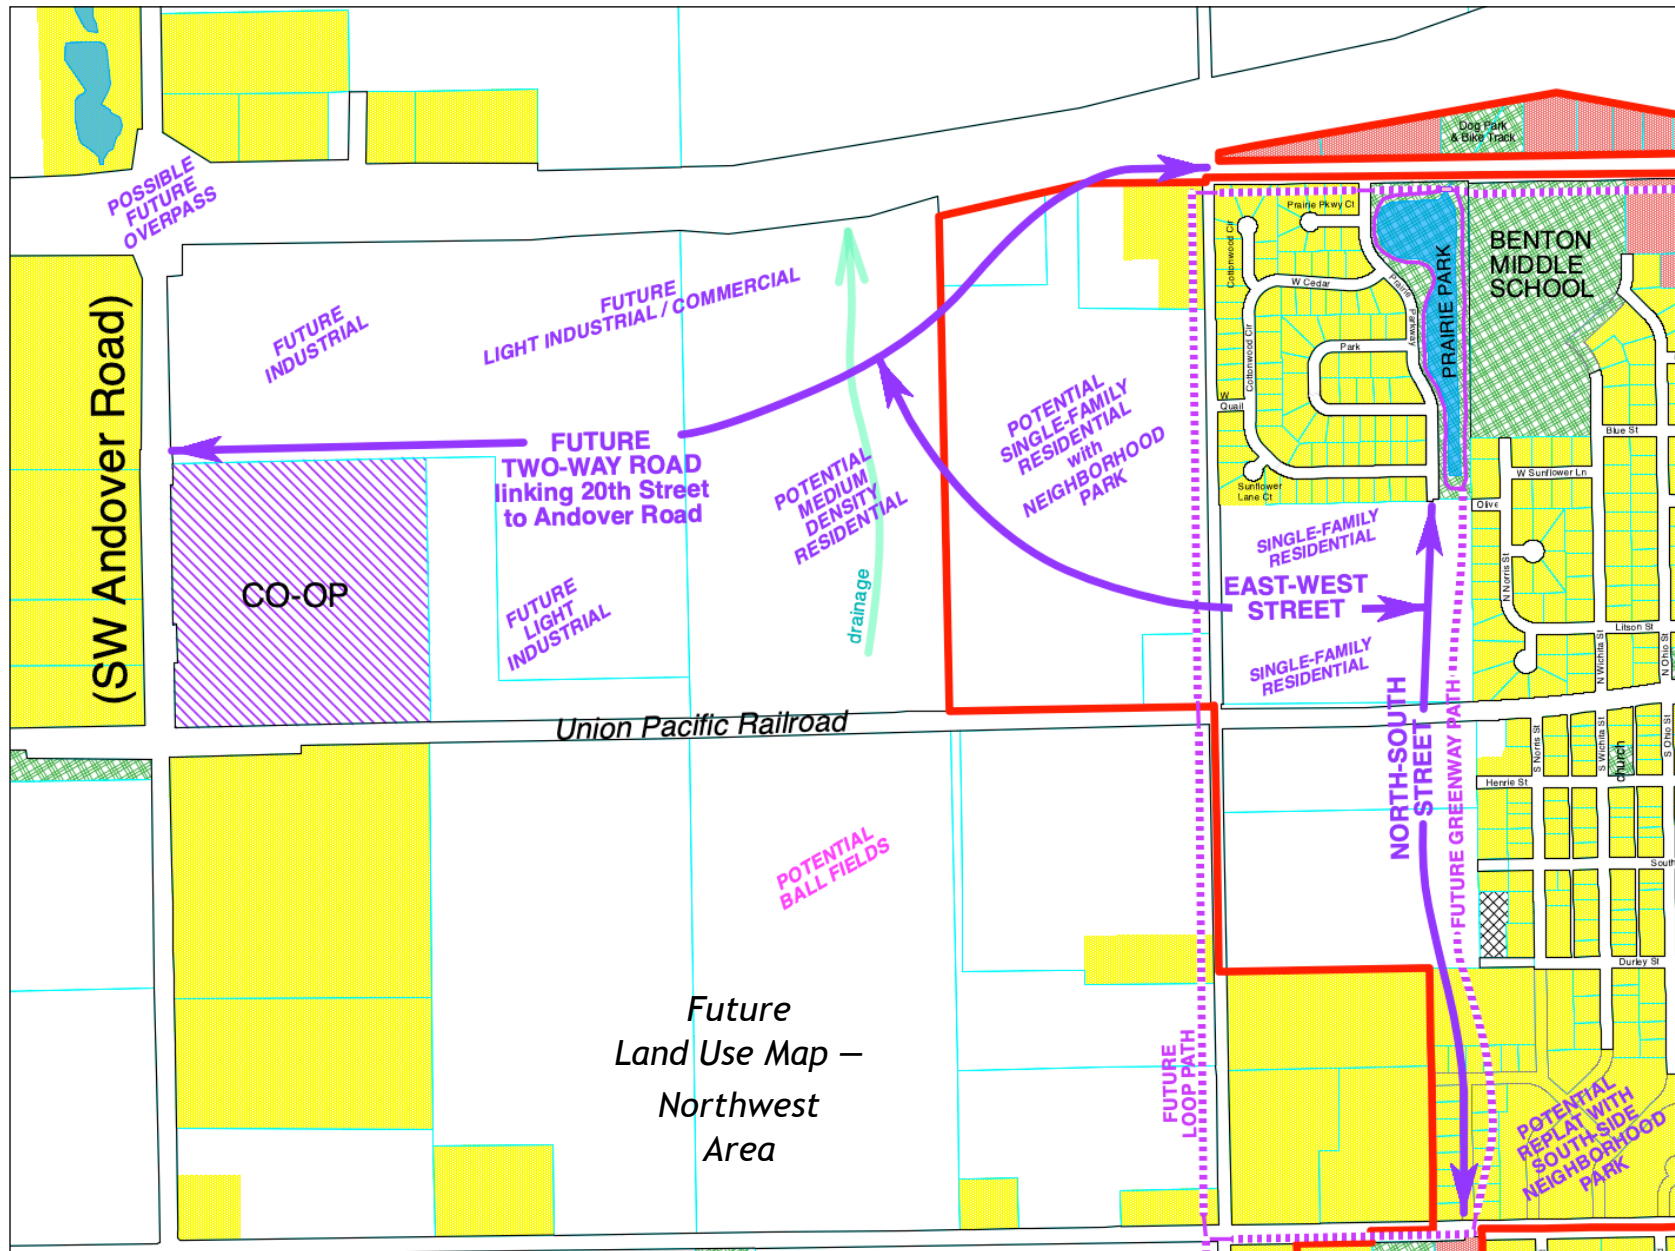 Dog Park
& Bike Track
POSSIBLE
FUTURE
OVERPASS
Prairie Pkwy Ct
Cottonwood Cir
W Cedar
Prairie
Parkway
PRAIRIE PARK
BENTON
MIDDLE
SCHOOL
(SW Andover Road)
FUTURE
INDUSTRIAL
FUTURE
LIGHT INDUSTRIAL / COMMERCIAL
Cottonwood Cir
Park
W
Quail
POTENTIAL
SINGLE-FAMILY
RESIDENTIAL
with
NEIGHBORHOOD
PARK
Blue St
FUTURE
TWO-WAY ROAD
linking 20th Street
to Andover Road
POTENTIAL
MEDIUM
DENSITY
RESIDENTIAL
W Sunflower Ln
Sunflower
Lane Ct
Olive
SINGLE-FAMILY
RESIDENTIAL
N Norris St
CO-OP
FUTURE
LIGHT
INDUSTRIAL
drainage
EAST-WEST
STREET
Litson St
N Wichita St
N Ohio St
SINGLE-FAMILY
RESIDENTIAL
Union Pacific Railroad
NORTH-SOUTH
STREET
FUTURE GREENWAY PATH
S Norris St
S Wichita St
church
S Ohio St
Henrie St
South
POTENTIAL
BALL FIELDS
Durley St
Future
Land Use Map —
Northwest
Area
FUTURE
LOOP PATH
POTENTIAL
REPLAT WITH
SOUTH-SIDE
NEIGHBORHOOD
PARK